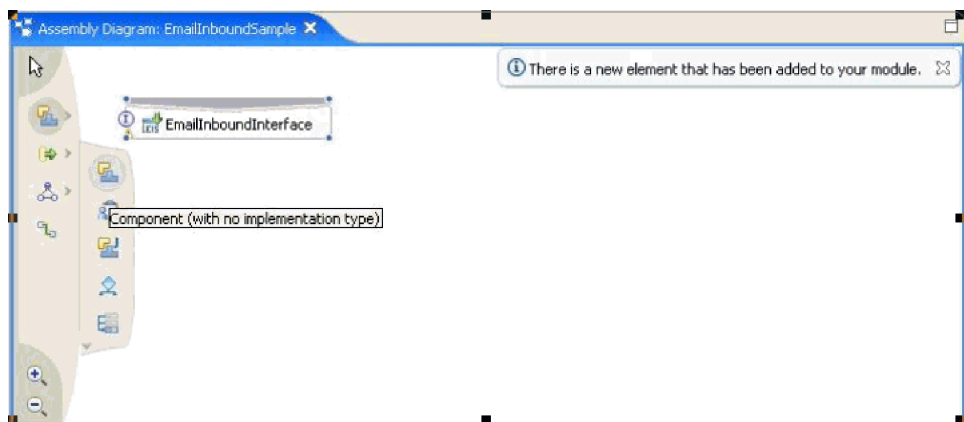 Assembly Diagram: EmailInboundSample
There is a new element that has been added to your module.
EmailInboundInterface
Component (with no implementation type)